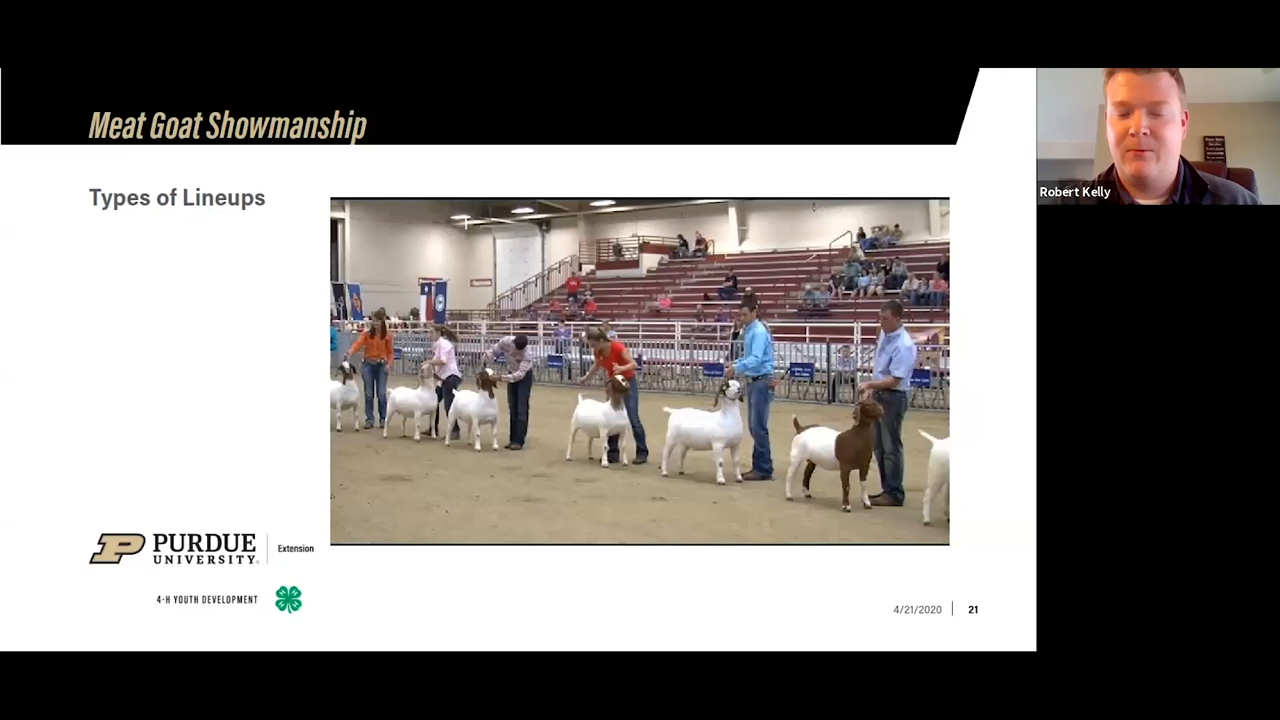 Meat Goat Showmanship
Robert Kelly
Types of Lineups
PURDUE
UNIVERSITY
Extension
4-H YOUTH DEVELOPMENT
4/21/2020
21